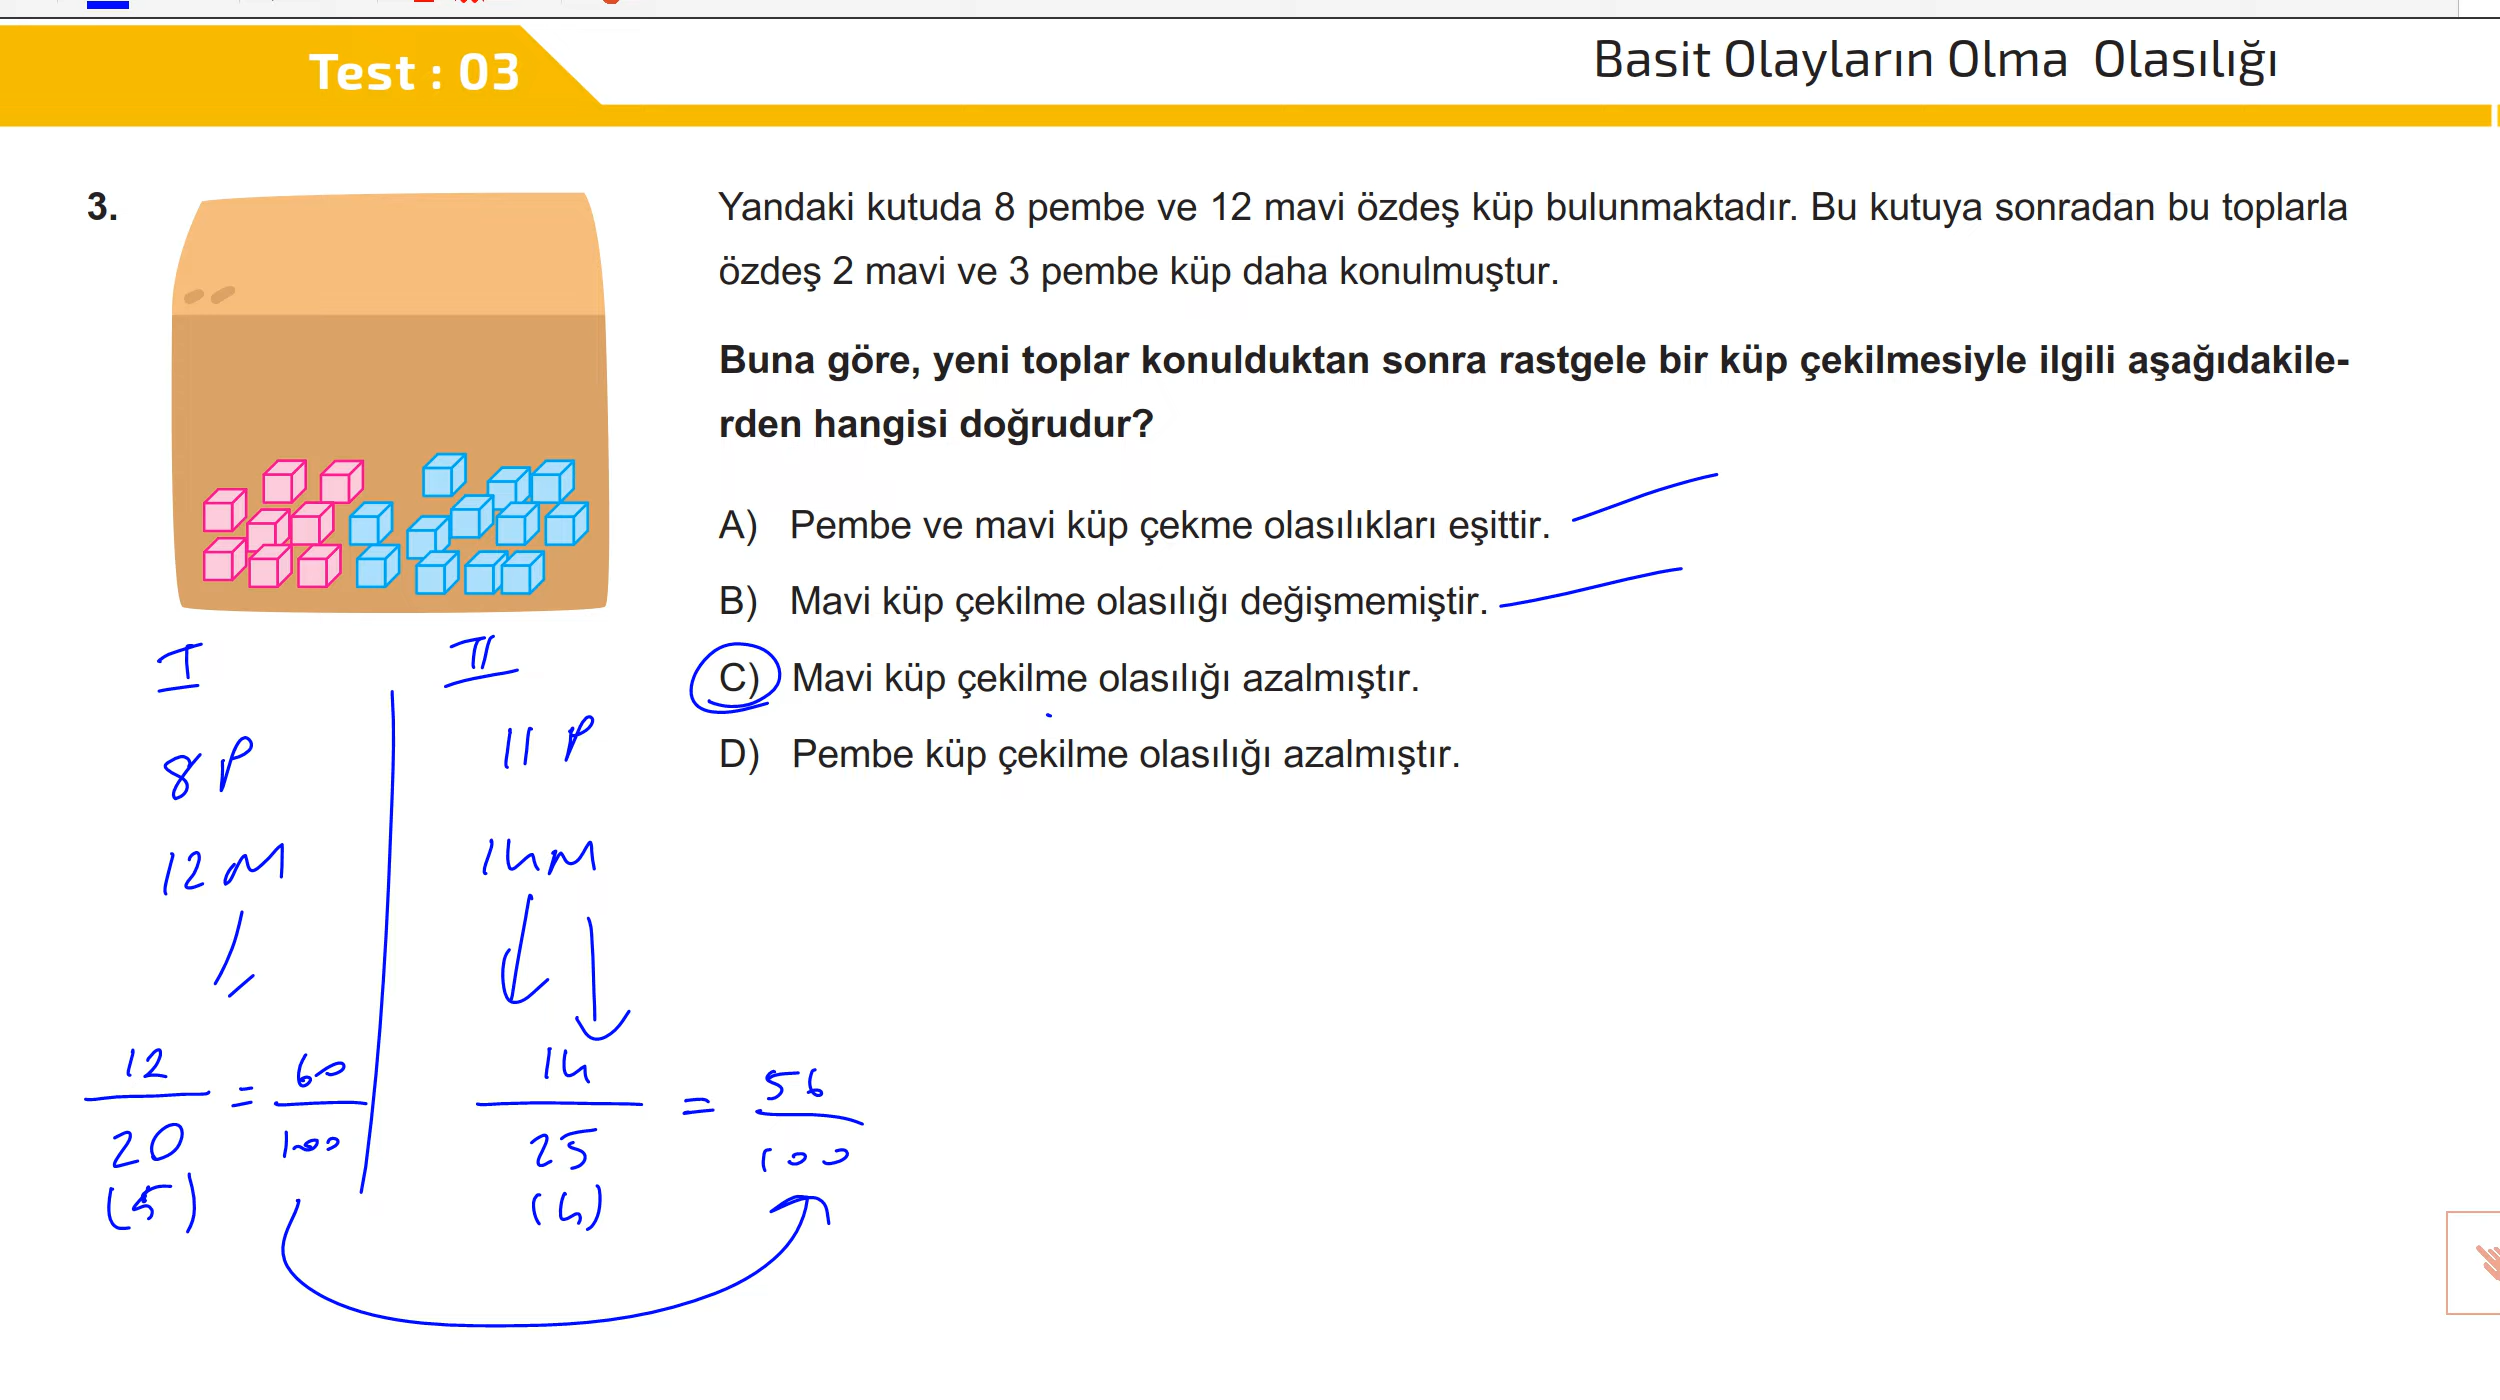 Test : 03
Basit Olayların Olma Olasılığı
3.
Yandaki kutuda 8 pembe ve 12 mavi özdeş küp bulunmaktadır. Bu kutuya sonradan bu toplarla
özdeş 2 mavi ve 3 pembe küp daha konulmuştur.
Buna göre, yeni toplar konulduktan sonra rastgele bir küp çekilmesiyle ilgili aşağıdakile-
rden hangisi doğrudur?
A) Pembe ve mavi küp çekme olasılıkları eşittir.
B) Mavi küp çekilme olasılığı değişmemiştir.
C) Mavi küp çekilme olasılığı azalmıştır.
D) Pembe küp çekilme olasılığı azalmıştır.
I
II
8P
11 P
12M
14M
12/20 = 60/100
(5)
14/25 = 56/100
(4)